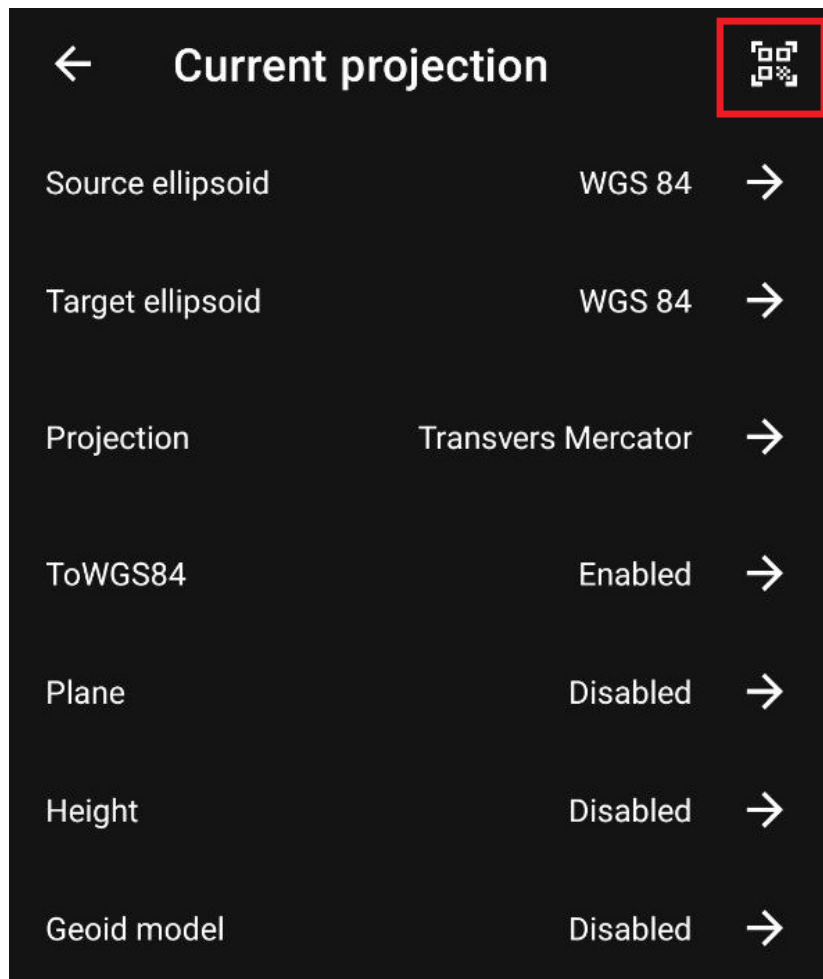 Current projection
Source ellipsoid WGS 84
Target ellipsoid WGS 84
Projection Transvers Mercator
ToWGS84 Enabled
Plane Disabled
Height Disabled
Geoid model Disabled